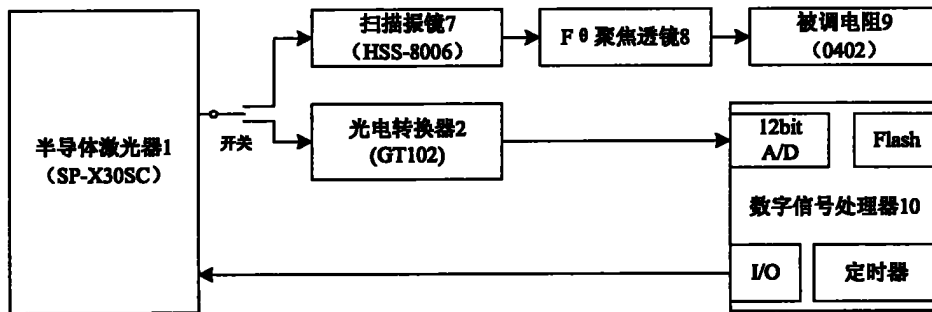 扫描振镜7
(HSS-8006)
Fθ聚焦透镜8
被调电阻9
(0402)
半导体激光器1
(SP-X30SC)
开关
光电转换器2
(GT102)
12bit
A/D
Flash
数字信号处理器10
I/O
定时器